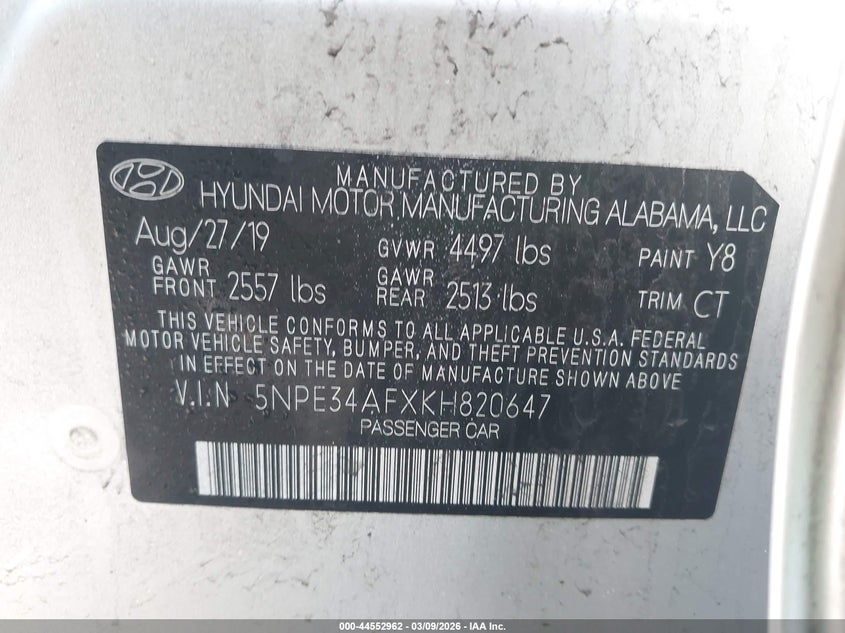 MANUFACTURED BY
HYUNDAI MOTOR MANUFACTURING ALABAMA, LLC
Aug/27/19 GVWR 4497 lbs PAINT Y8
GAWR FRONT 2557 lbs GAWR REAR 2513 lbs TRIM CT
THIS VEHICLE CONFORMS TO ALL APPLICABLE U.S.A. FEDERAL
MOTOR VEHICLE SAFETY, BUMPER, AND THEFT PREVENTION STANDARDS
IN EFFECT ON THE DATE OF MANUFACTURE SHOWN ABOVE
V.I.N 5NPE34AFXKH820647
PASSENGER CAR
000-44552962 - 03/09/2026 - IAA Inc.